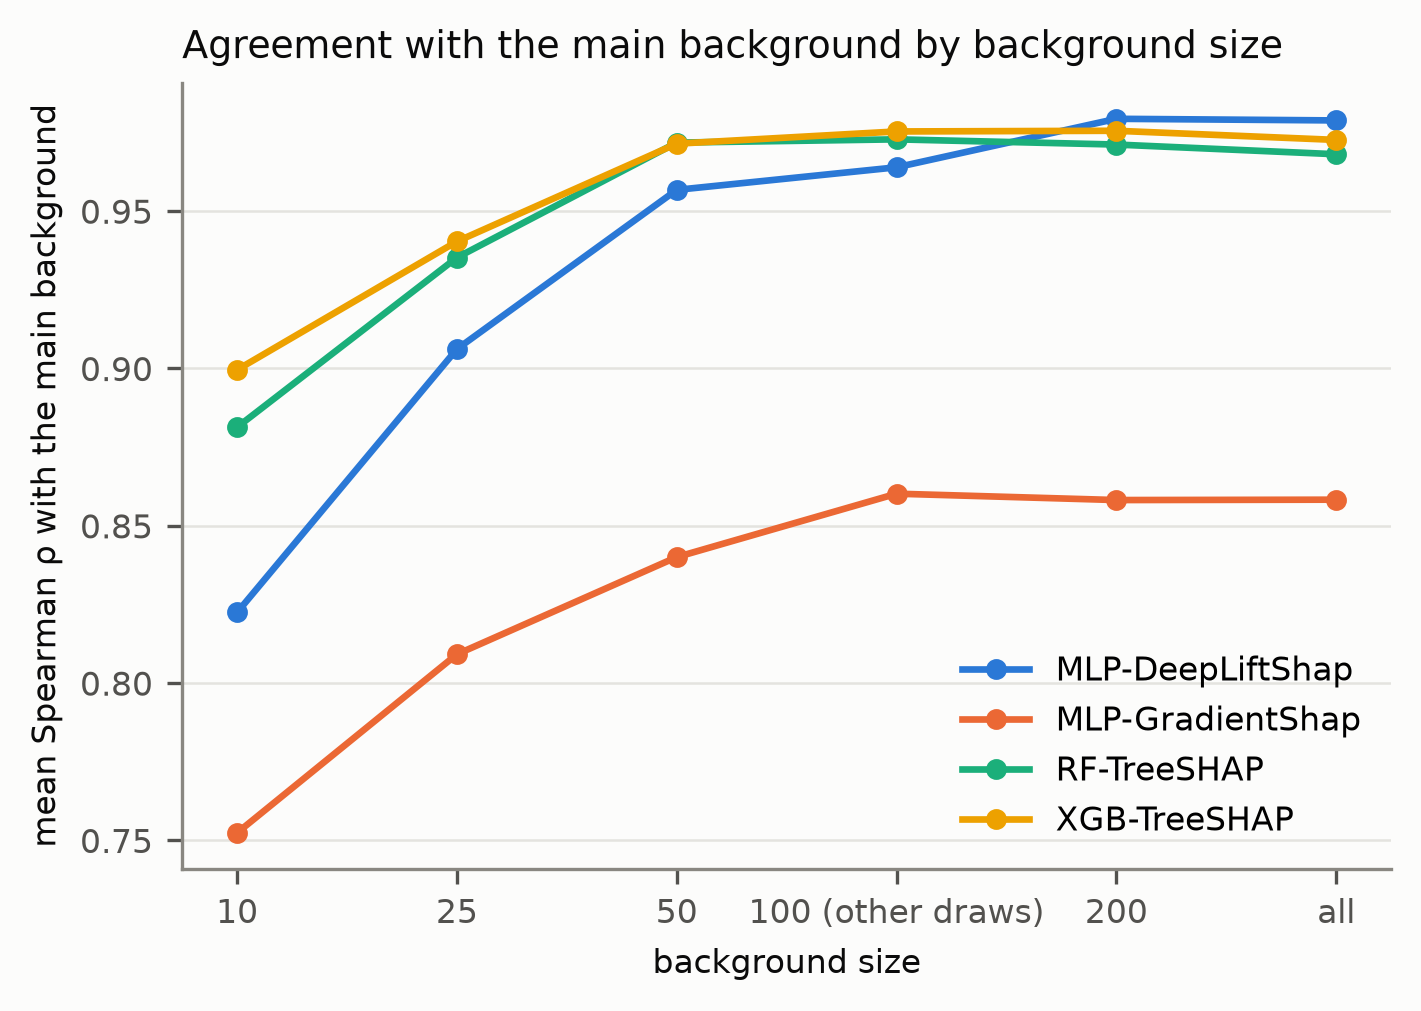 Agreement with the main background by background size
mean Spearman ρ with the main background
0.95
0.90
0.85
0.80
0.75
MLP-DeepLiftShap
MLP-GradientShap
RF-TreeSHAP
XGB-TreeSHAP
10 25 50 100 (other draws) 200 all
background size